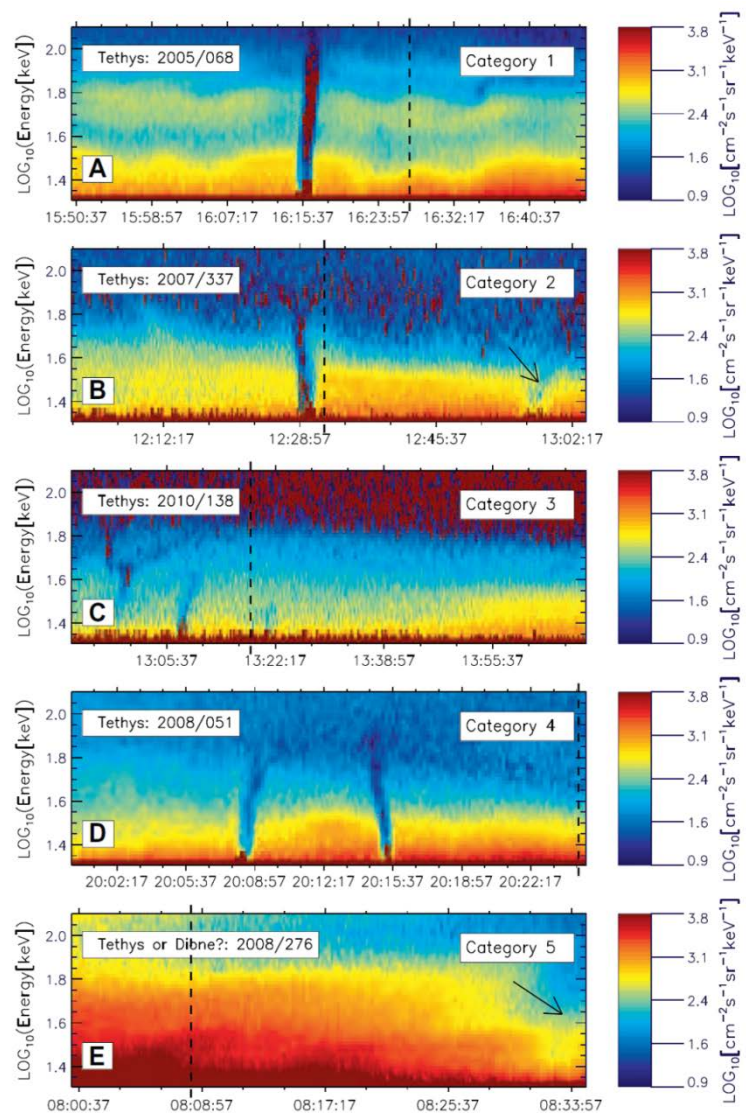 2.0
1.8
1.6
1.4
LOG₁₀(Energy[keV])
Tethys: 2005/068
Category 1
A
15:50:37 15:58:57 16:07:17 16:15:37 16:23:57 16:32:17 16:40:37
3.8
3.1
2.4
1.6
0.9
LOG₁₀[cm⁻²s⁻¹sr⁻¹keV⁻¹]
2.0
1.8
1.6
1.4
LOG₁₀(Energy[keV])
Tethys: 2007/337
Category 2
B
12:12:17 12:28:57 12:45:37 13:02:17
3.8
3.1
2.4
1.6
0.9
LOG₁₀[cm⁻²s⁻¹sr⁻¹keV⁻¹]
2.0
1.8
1.6
1.4
LOG₁₀(Energy[keV])
Tethys: 2010/138
Category 3
C
13:05:37 13:22:17 13:38:57 13:55:37
3.8
3.1
2.4
1.6
0.9
LOG₁₀[cm⁻²s⁻¹sr⁻¹keV⁻¹]
2.0
1.8
1.6
1.4
LOG₁₀(Energy[keV])
Tethys: 2008/051
Category 4
D
20:02:17 20:05:37 20:08:57 20:12:17 20:15:37 20:18:57 20:22:17
3.8
3.1
2.4
1.6
0.9
LOG₁₀[cm⁻²s⁻¹sr⁻¹keV⁻¹]
2.0
1.8
1.6
1.4
LOG₁₀(Energy[keV])
Tethys or Dione?: 2008/276
Category 5
E
08:00:37 08:08:57 08:17:17 08:25:37 08:33:57
3.8
3.1
2.4
1.6
0.9
LOG₁₀[cm⁻²s⁻¹sr⁻¹keV⁻¹]